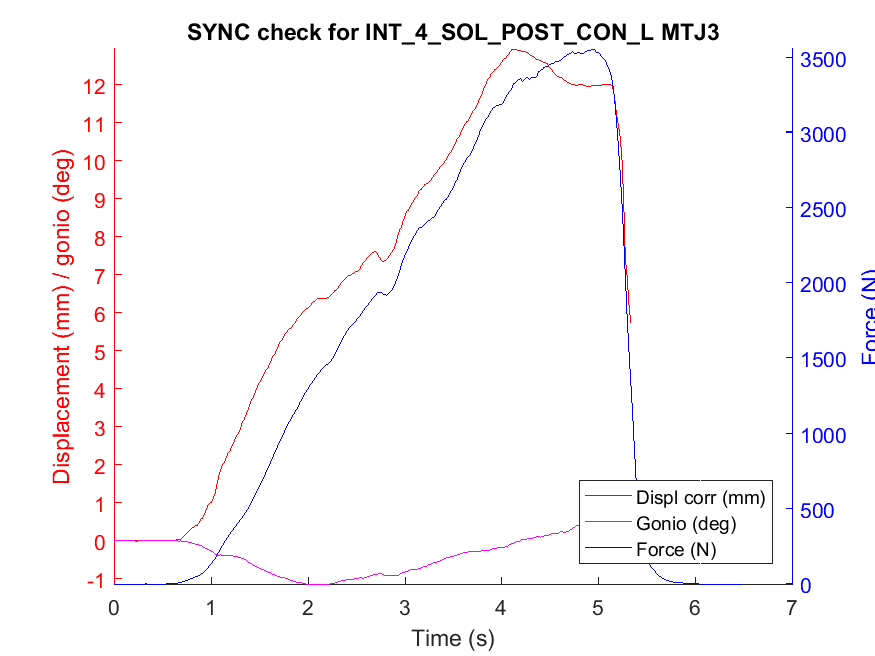 SYNC check for INT_4_SOL_POST_CON_L MTJ3
Displacement (mm) / gonio (deg)
12
11
10
9
8
7
6
5
4
3
2
1
0
-1
3500
3000
2500
2000
1500
1000
500
0
Force (N)
Displ corr (mm)
Gonio (deg)
Force (N)
0 1 2 3 4 5 6 7
Time (s)